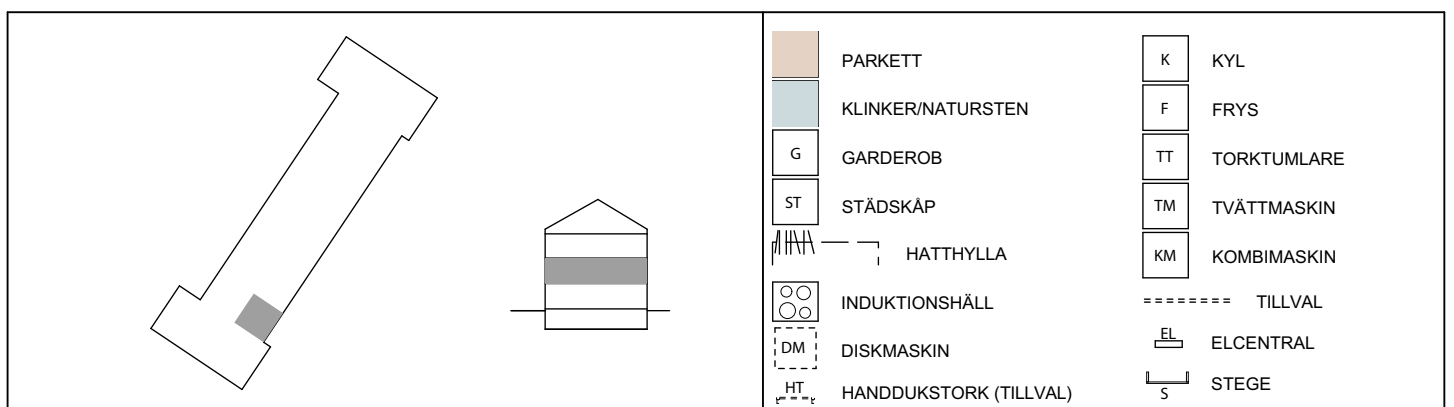 PARKETT
KLINKER/NATURSTEN
G GARDEROB
ST STÄDSKÅP
HATTHYLLA
INDUKTIONSHÄLL
DM DISKMASKIN
HT HANDDUKSTORK (TILLVAL)
K KYL
F FRYS
TT TORKTUMLARE
TM TVÄTTMASKIN
KM KOMBIMASKIN
TILLVAL
EL ELCENTRAL
S STEGE